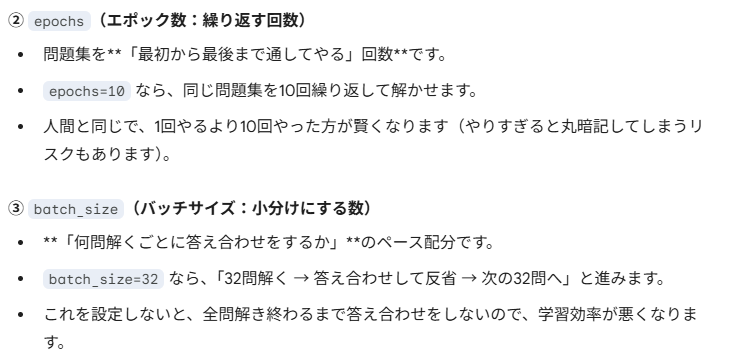 ② epochs（エポック数：繰り返す回数）
• 問題集を**「最初から最後まで通してやる」回数**です。
• epochs=10 なら、同じ問題集を10回繰り返して解かせます。
• 人間と同じで、1回やるより10回やった方が賢くなります（やりすぎると丸暗記してしまうリ
スクもあります）。
③ batch_size（バッチサイズ：小分けにする数）
• **「何問解くごとに答え合わせをするか」**のペース配分です。
• batch_size=32 なら、「32問解く → 答え合わせして反省 → 次の32問へ」と進みます。
• これを設定しないと、全問解き終わるまで答え合わせをしないので、学習効率が悪くなりま
す。